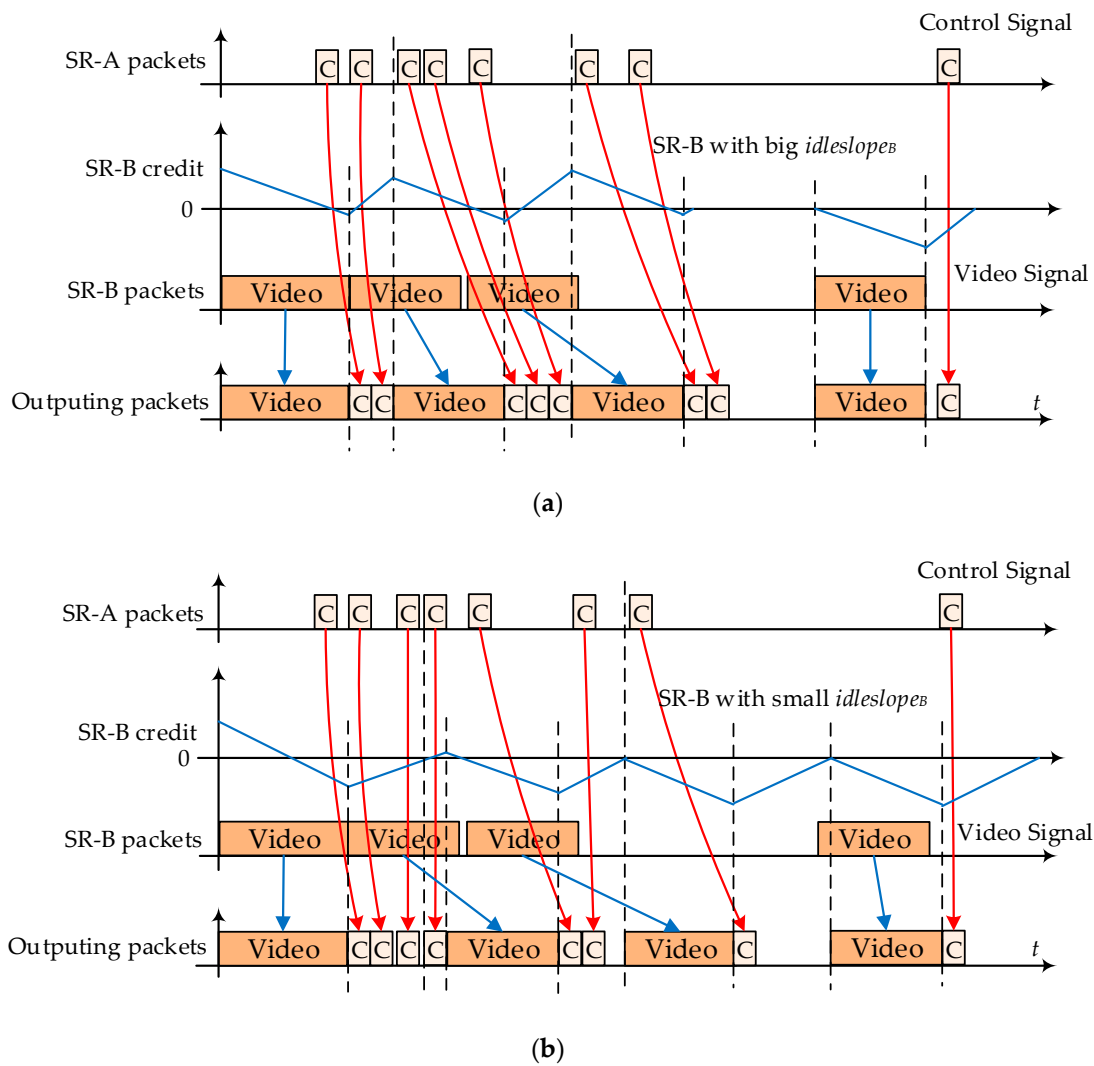 Control Signal
SR-A packets
C C C C C C C C
SR-B with big idleslopeB
SR-B credit
0
Video Signal
SR-B packets
Video Video Video Video
Outputing packets
Video C C Video C C C Video C C Video C
t
(a)
Control Signal
SR-A packets
C C C C C C C C
SR-B with small idleslopeB
SR-B credit
0
Video Signal
SR-B packets
Video Video Video Video
Outputing packets
Video C C C C Video C C Video C Video C
t
(b)